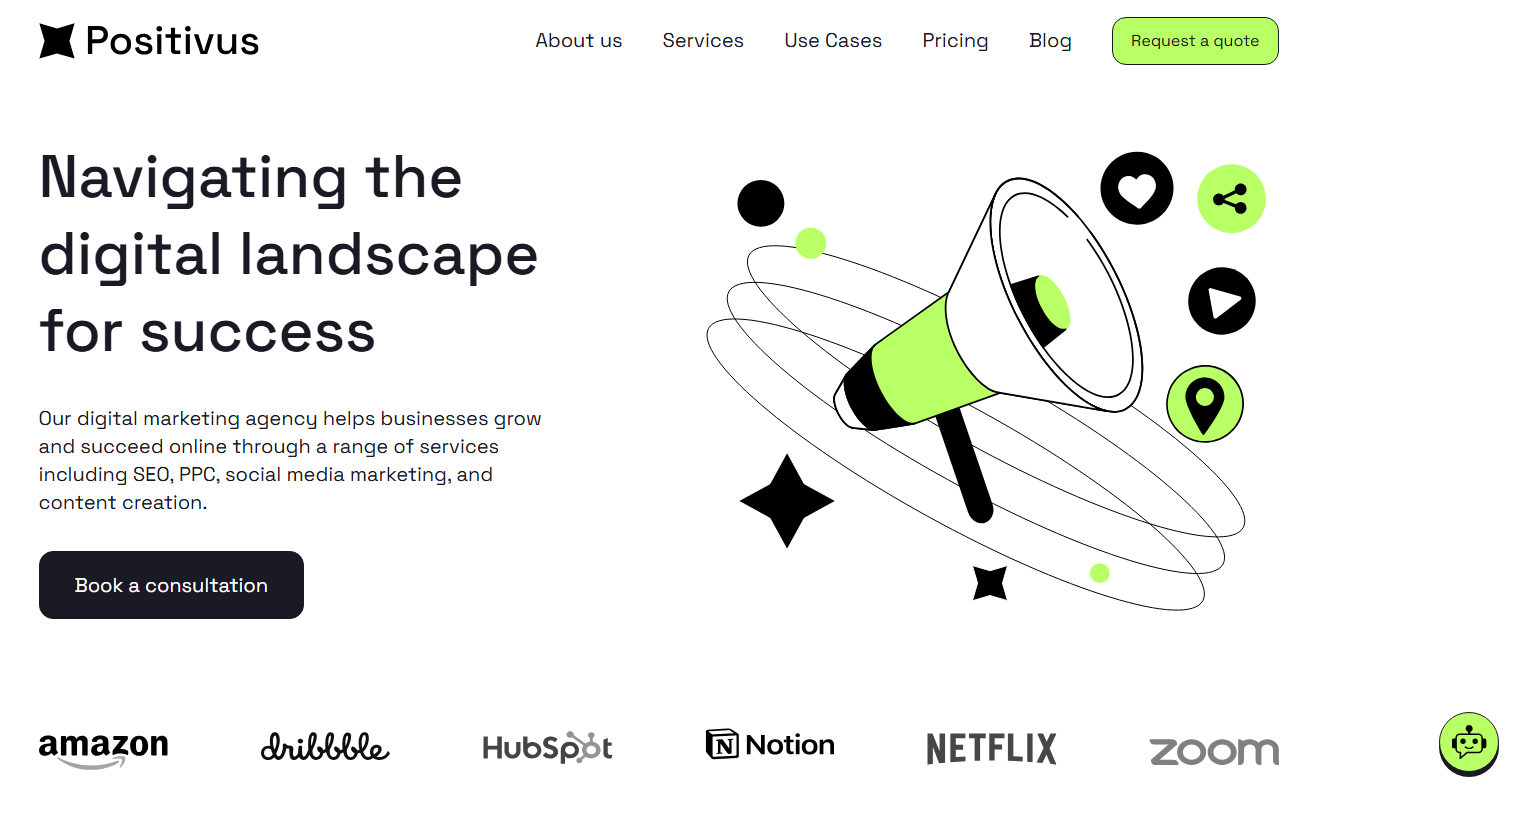 Positivus
About us Services Use Cases Pricing Blog Request a quote
Navigating the
digital landscape
for success
Our digital marketing agency helps businesses grow
and succeed online through a range of services
including SEO, PPC, social media marketing, and
content creation.
Book a consultation
amazon dribbble HubSpot Notion NETFLIX zoom